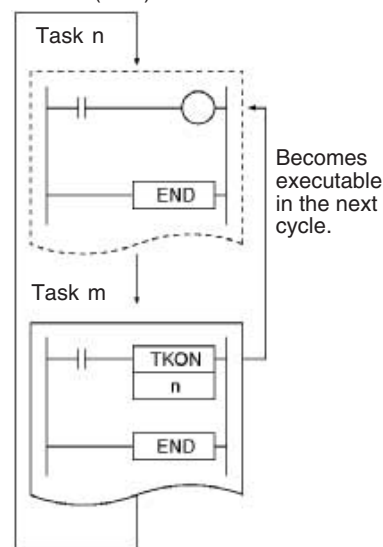 Task n
END
Becomes
executable
in the next
cycle.
Task m
TKON
n
END